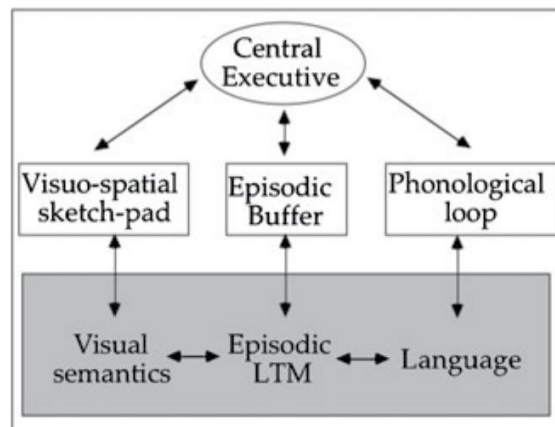 Central
Executive
Visuo-spatial
sketch-pad
Episodic
Buffer
Phonological
loop
Visual
semantics
Episodic
LTM
Language